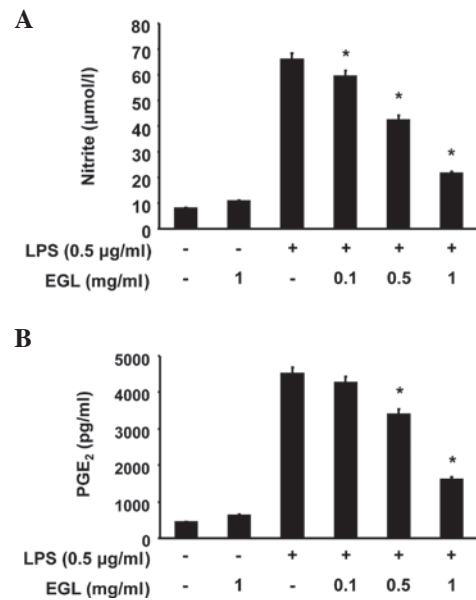 A
80
70
60
50
40
30
20
10
0
Nitrite (µmol/l)
* * *
LPS (0.5 µg/ml) - - + + + +
EGL (mg/ml) - 1 - 0.1 0.5 1
B
5000
4000
3000
2000
1000
0
PGE₂ (pg/ml)
* *
LPS (0.5 µg/ml) - - + + + +
EGL (mg/ml) - 1 - 0.1 0.5 1